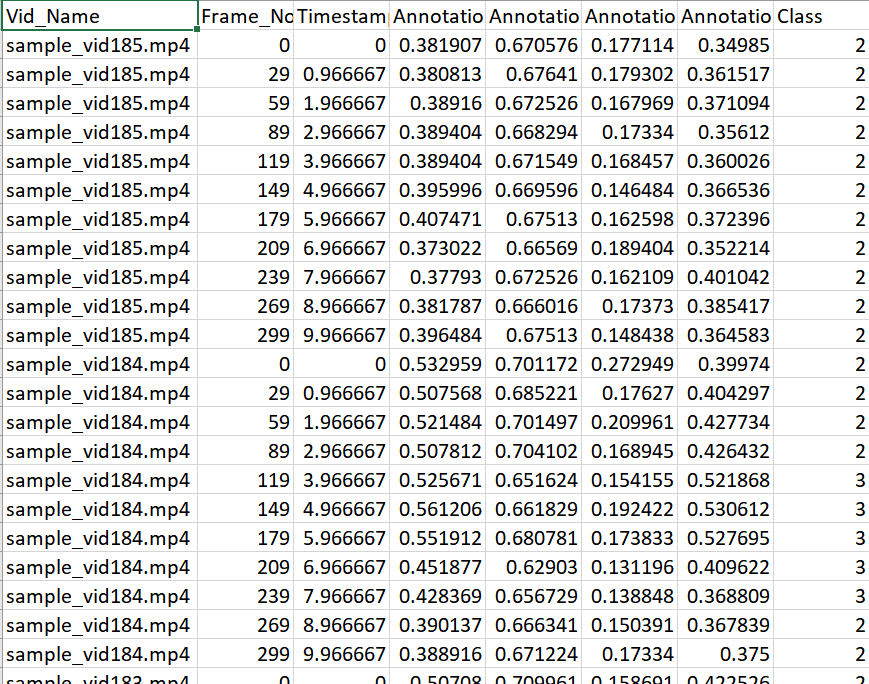 Vid_Name Frame_No Timestam Annotatio Annotatio Annotatio Annotatio Class
sample_vid185.mp4 0 0 0.381907 0.670576 0.177114 0.34985 2
sample_vid185.mp4 29 0.966667 0.380813 0.67641 0.179302 0.361517 2
sample_vid185.mp4 59 1.966667 0.38916 0.672526 0.167969 0.371094 2
sample_vid185.mp4 89 2.966667 0.389404 0.668294 0.17334 0.35612 2
sample_vid185.mp4 119 3.966667 0.389404 0.671549 0.168457 0.360026 2
sample_vid185.mp4 149 4.966667 0.395996 0.669596 0.146484 0.366536 2
sample_vid185.mp4 179 5.966667 0.407471 0.67513 0.162598 0.372396 2
sample_vid185.mp4 209 6.966667 0.373022 0.66569 0.189404 0.352214 2
sample_vid185.mp4 239 7.966667 0.37793 0.672526 0.162109 0.401042 2
sample_vid185.mp4 269 8.966667 0.381787 0.666016 0.17373 0.385417 2
sample_vid185.mp4 299 9.966667 0.396484 0.67513 0.148438 0.364583 2
sample_vid184.mp4 0 0 0.532959 0.701172 0.272949 0.39974 2
sample_vid184.mp4 29 0.966667 0.507568 0.685221 0.17627 0.404297 2
sample_vid184.mp4 59 1.966667 0.521484 0.701497 0.209961 0.427734 2
sample_vid184.mp4 89 2.966667 0.507812 0.704102 0.168945 0.426432 2
sample_vid184.mp4 119 3.966667 0.525671 0.651624 0.154155 0.521868 3
sample_vid184.mp4 149 4.966667 0.561206 0.661829 0.192422 0.530612 3
sample_vid184.mp4 179 5.966667 0.551912 0.680781 0.173833 0.527695 3
sample_vid184.mp4 209 6.966667 0.451877 0.62903 0.131196 0.409622 3
sample_vid184.mp4 239 7.966667 0.428369 0.656729 0.138848 0.368809 3
sample_vid184.mp4 269 8.966667 0.390137 0.666341 0.150391 0.367839 2
sample_vid184.mp4 299 9.966667 0.388916 0.671224 0.17334 0.375 2
sample_vid183.mp4 0 0 0.50708 0.709961 0.158691 0.422526 2